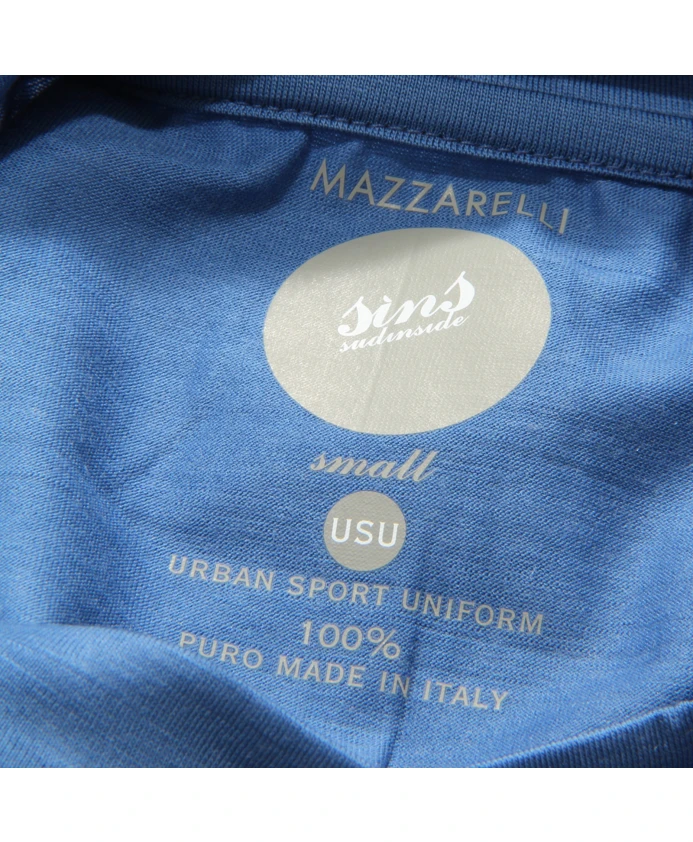 MAZZARELLI
sins
sudinside
small
USU
URBAN SPORT UNIFORM
100%
PURO MADE IN ITALY